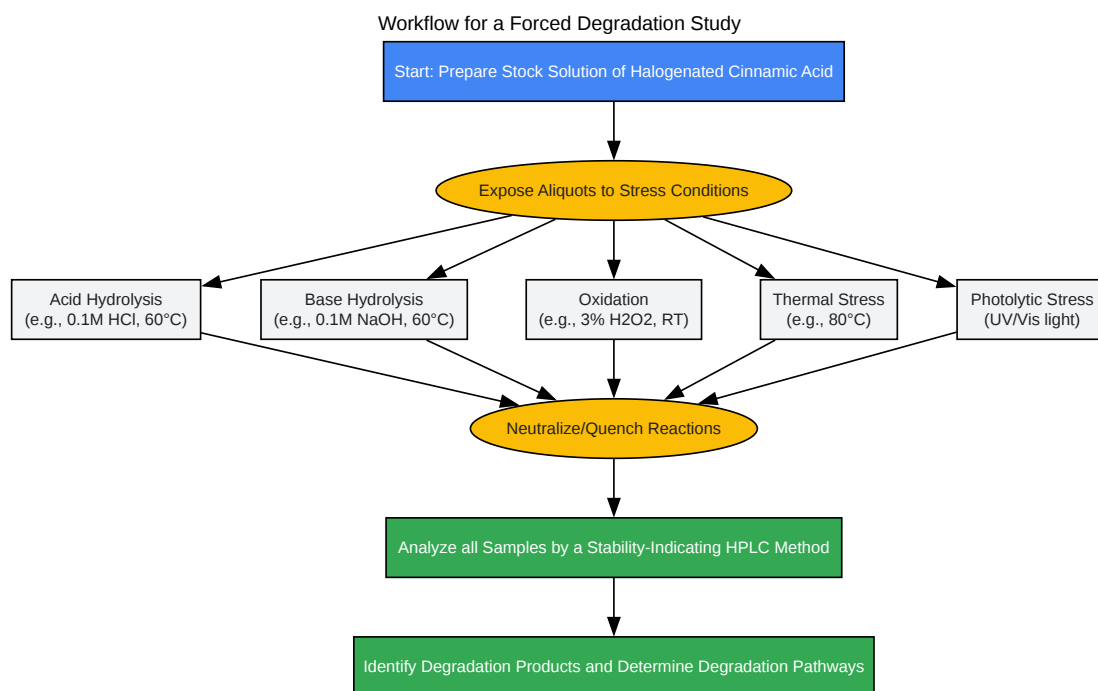 Workflow for a Forced Degradation Study
Start: Prepare Stock Solution of Halogenated Cinnamic Acid
Expose Aliquots to Stress Conditions
Acid Hydrolysis
(e.g., 0.1M HCl, 60°C)
Base Hydrolysis
(e.g., 0.1M NaOH, 60°C)
Oxidation
(e.g., 3% H2O2, RT)
Thermal Stress
(e.g., 80°C)
Photolytic Stress
(UV/Vis light)
Neutralize/Quench Reactions
Analyze all Samples by a Stability-Indicating HPLC Method
Identify Degradation Products and Determine Degradation Pathways